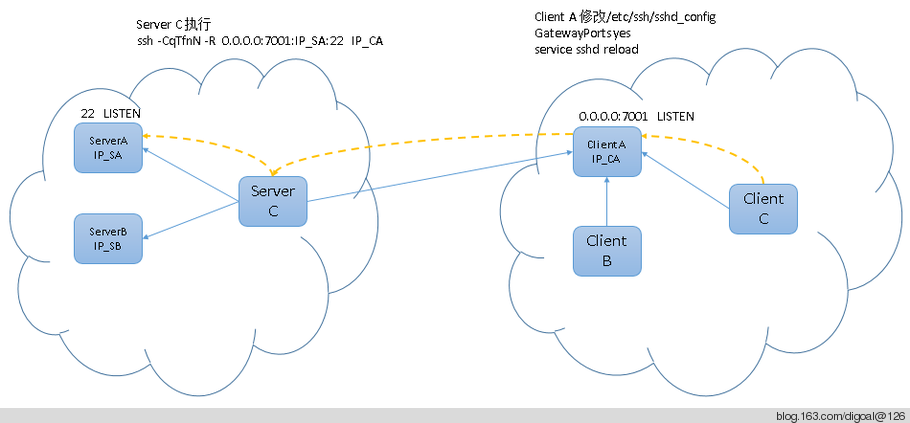 Server C 执行
ssh -CqTfnN -R 0.0.0.0:7001:IP_SA:22 IP_CA
Client A 修改/etc/ssh/sshd_config
GatewayPorts yes
service sshd reload
22 LISTEN
ServerA
IP_SA
Server
C
ServerB
IP_SB
0.0.0.0:7001 LISTEN
ClientA
IP_CA
Client
C
Client
B
blog.163.com/digoal@126